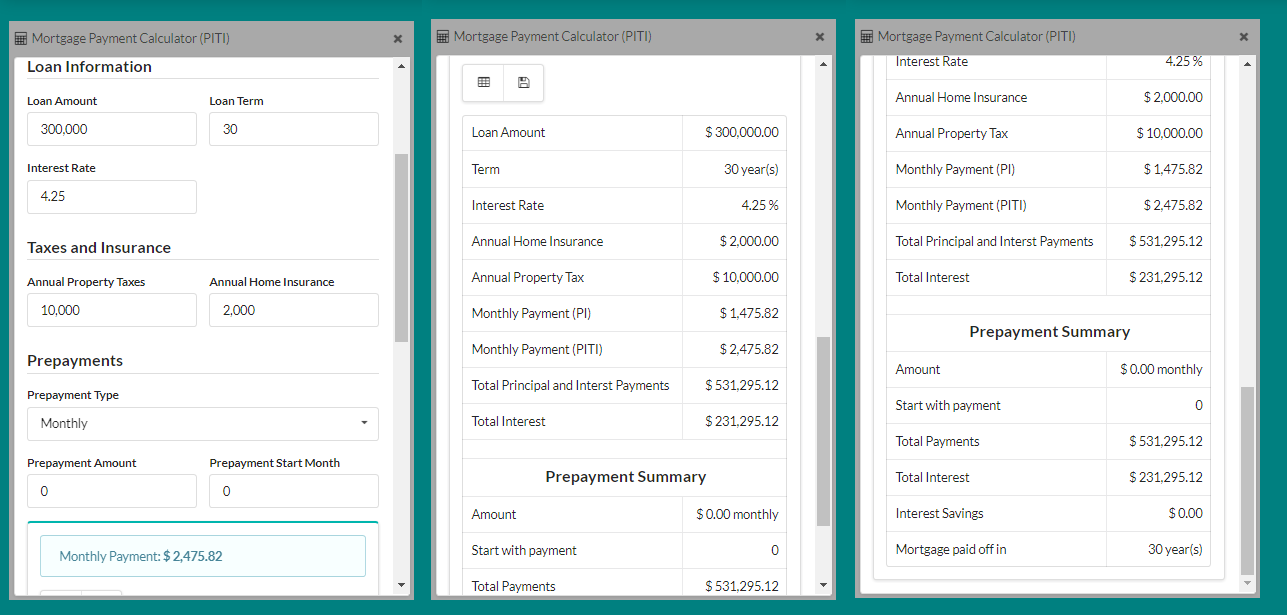 Mortgage Payment Calculator (PITI)
Loan Information
Loan Amount Loan Term
300,000 30
Interest Rate
4.25
Taxes and Insurance
Annual Property Taxes Annual Home Insurance
10,000 2,000
Prepayments
Prepayment Type
Monthly
Prepayment Amount Prepayment Start Month
0 0
Monthly Payment: $ 2,475.82
Mortgage Payment Calculator (PITI)
Loan Amount $ 300,000.00
Term 30 year(s)
Interest Rate 4.25 %
Annual Home Insurance $ 2,000.00
Annual Property Tax $ 10,000.00
Monthly Payment (PI) $ 1,475.82
Monthly Payment (PITI) $ 2,475.82
Total Principal and Interst Payments $ 531,295.12
Total Interest $ 231,295.12
Prepayment Summary
Amount $ 0.00 monthly
Start with payment 0
Total Payments $ 531,295.12
Mortgage Payment Calculator (PITI)
Interest Rate 4.25 %
Annual Home Insurance $ 2,000.00
Annual Property Tax $ 10,000.00
Monthly Payment (PI) $ 1,475.82
Monthly Payment (PITI) $ 2,475.82
Total Principal and Interst Payments $ 531,295.12
Total Interest $ 231,295.12
Prepayment Summary
Amount $ 0.00 monthly
Start with payment 0
Total Payments $ 531,295.12
Total Interest $ 231,295.12
Interest Savings $ 0.00
Mortgage paid off in 30 year(s)